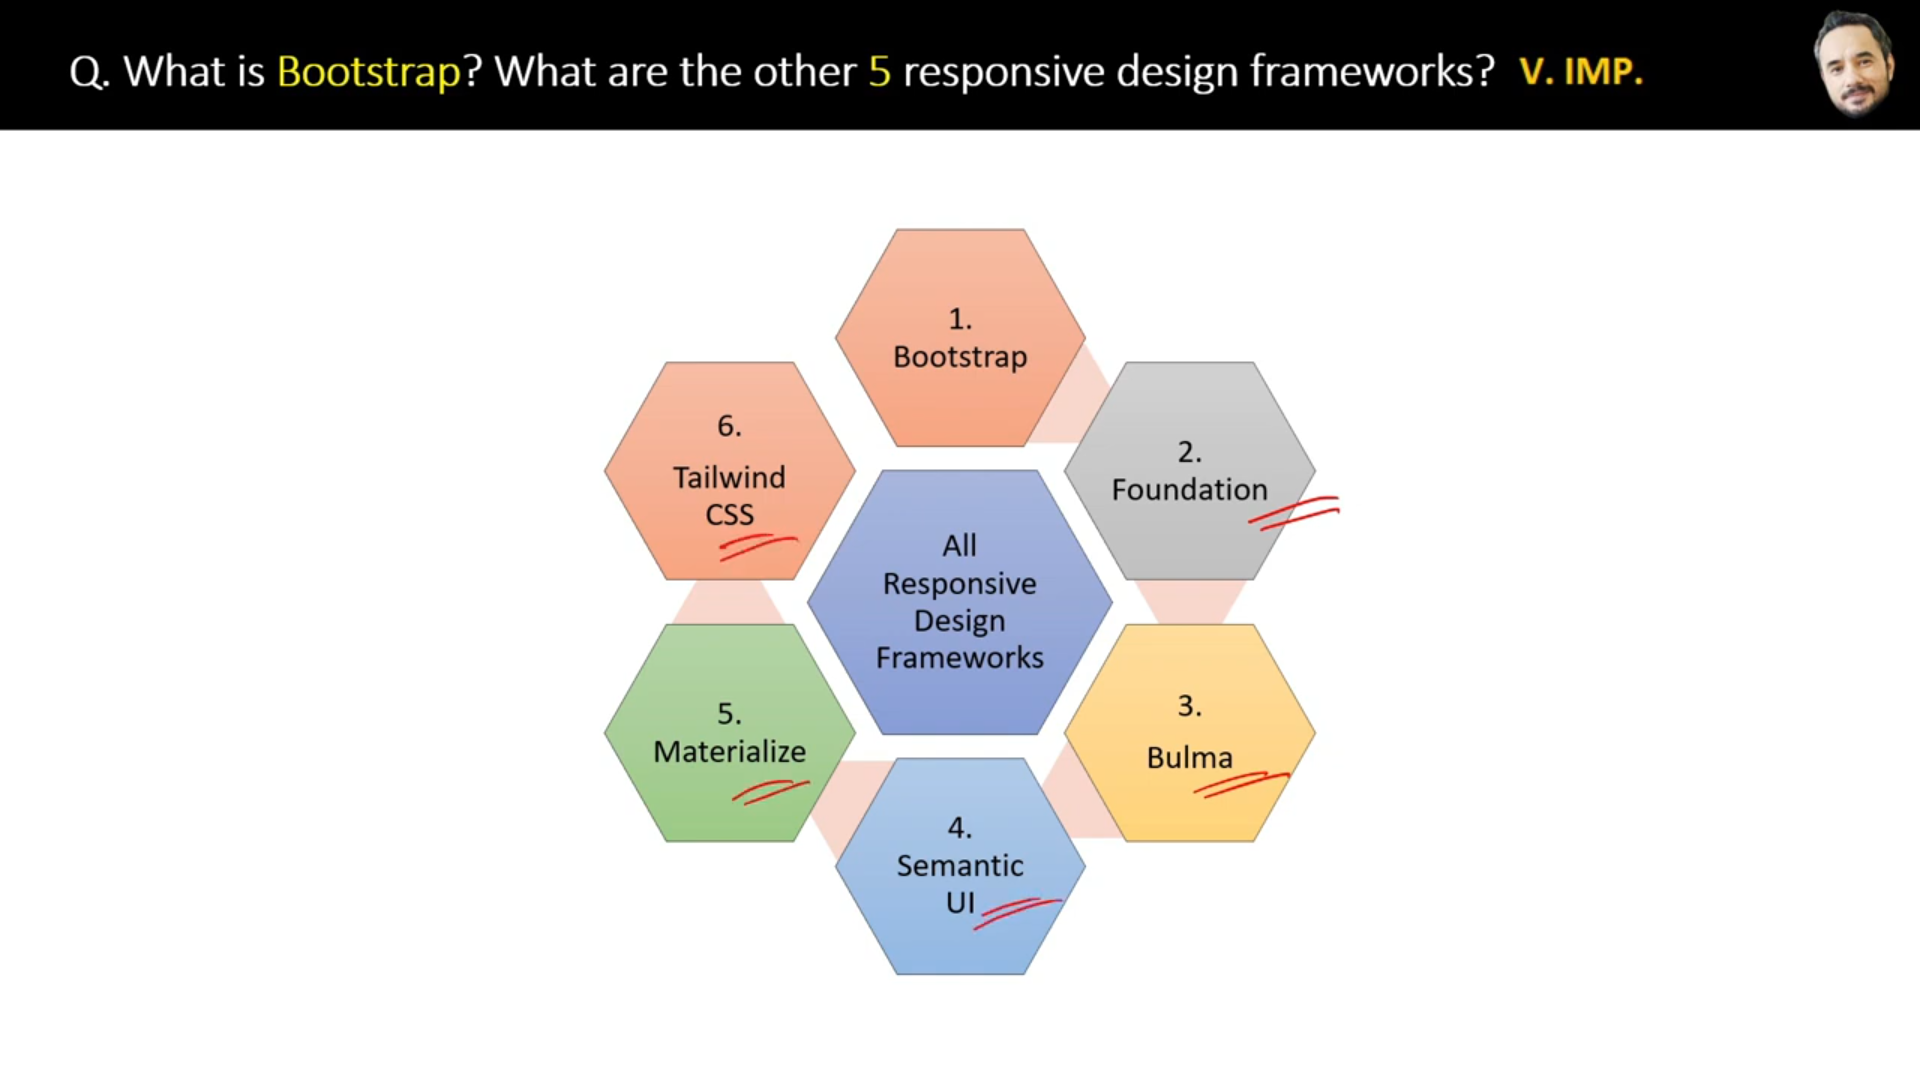 Q. What is Bootstrap? What are the other 5 responsive design frameworks? V. IMP.
1.
Bootstrap
2.
Foundation
3.
Bulma
4.
Semantic
UI
5.
Materialize
6.
Tailwind
CSS
All
Responsive
Design
Frameworks